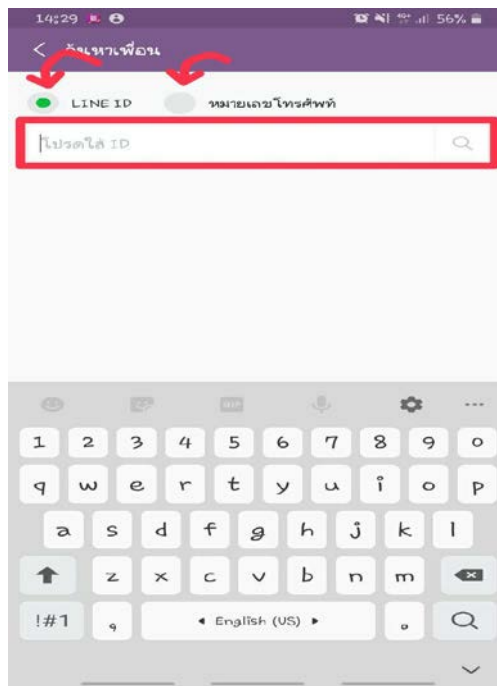 14:29 56%
< ค้นหาเพื่อน
LINE ID หมายเลขโทรศัพท์
โปรดใส่ ID
GIF
1 2 3 4 5 6 7 8 9 0
q w e r t y u i o p
a s d f g h j k l
z x c v b n m
!#1 , ◂ English (US) ▸ .